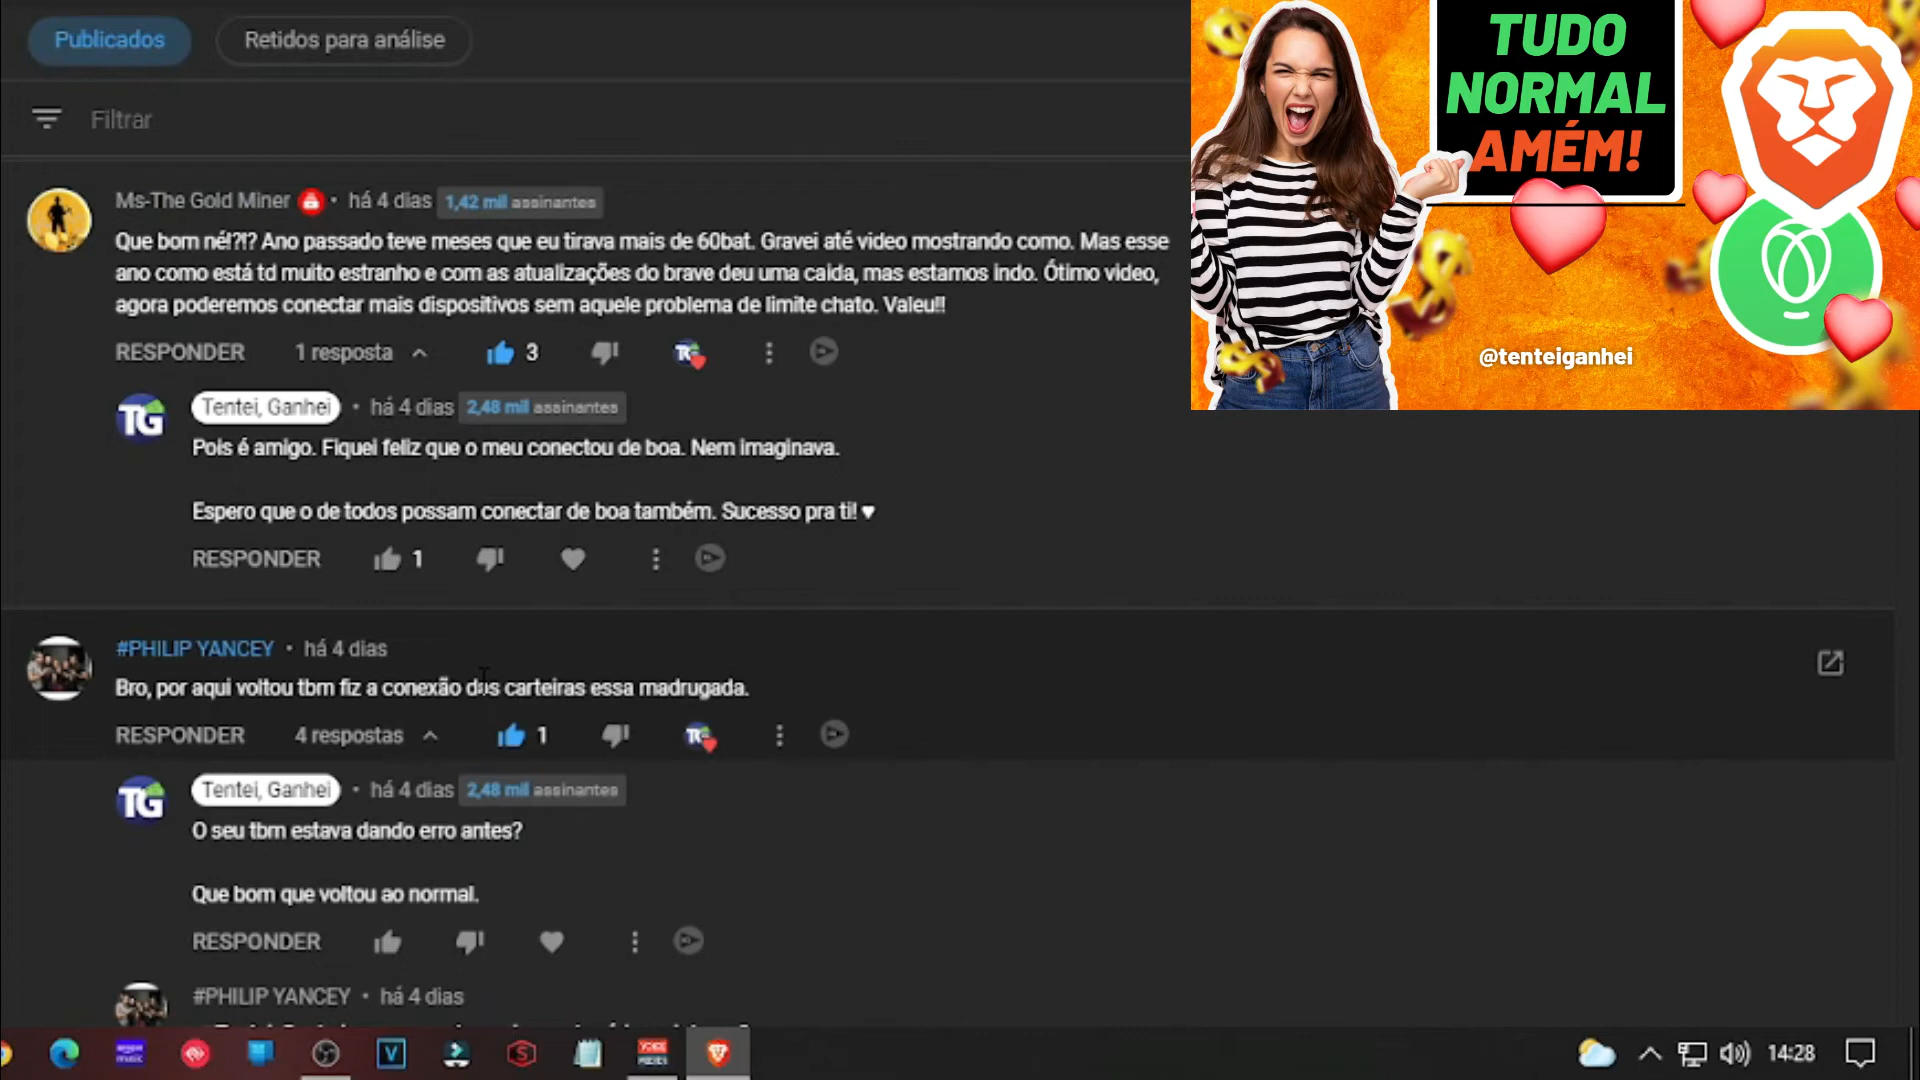 Publicados
Retidos para análise
Filtrar
TUDO
NORMAL
AMÉM!
@tenteiganhei
Ms-The Gold Miner • há 4 dias 1,42 mil assinantes
Que bom né!?!? Ano passado teve meses que eu tirava mais de 60bat. Gravei até video mostrando como. Mas esse
ano como está td muito estranho e com as atualizações do brave deu uma caida, mas estamos indo. Ótimo video,
agora poderemos conectar mais dispositivos sem aquele problema de limite chato. Valeu!!
RESPONDER 1 resposta 3
TG
Tentei, Ganhei • há 4 dias 2,48 mil assinantes
Pois é amigo. Fiquei feliz que o meu conectou de boa. Nem imaginava.
Espero que o de todos possam conectar de boa também. Sucesso pra ti! ♥
RESPONDER 1
#PHILIP YANCEY • há 4 dias
Bro, por aqui voltou tbm fiz a conexão das carteiras essa madrugada.
RESPONDER 4 respostas 1
TG
Tentei, Ganhei • há 4 dias 2,48 mil assinantes
O seu tbm estava dando erro antes?
Que bom que voltou ao normal.
RESPONDER
#PHILIP YANCEY • há 4 dias
14:28